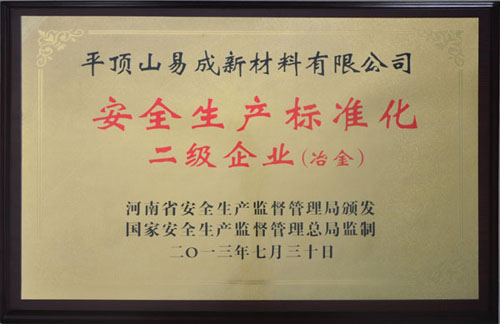 平顶山易成新材料有限公司
安全生产标准化
二级企业(冶金)
河南省安全生产监督管理局颁发
国家安全生产监督管理总局监制
二〇一三年七月三十日